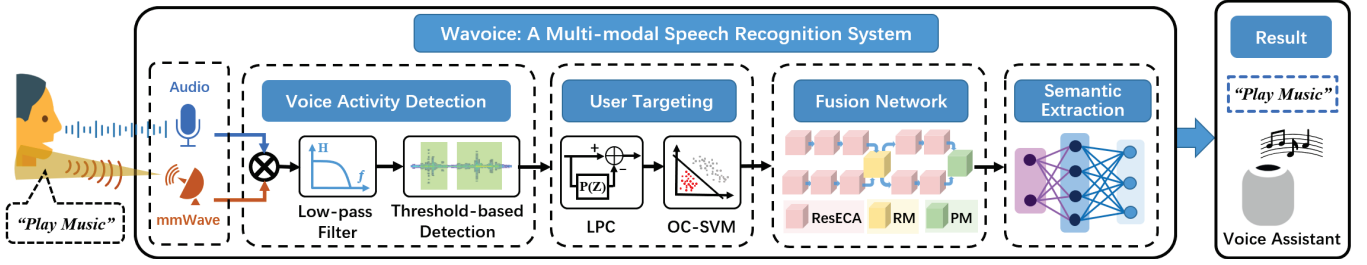 Wavoice: A Multi-modal Speech Recognition System
Result
Audio
Voice Activity Detection
User Targeting
Fusion Network
Semantic
Extraction
“Play Music”
H
f
+
−
P(Z)
mmWave
“Play Music”
Low-pass
Filter
Threshold-based
Detection
LPC
OC-SVM
ResECA
RM
PM
Voice Assistant